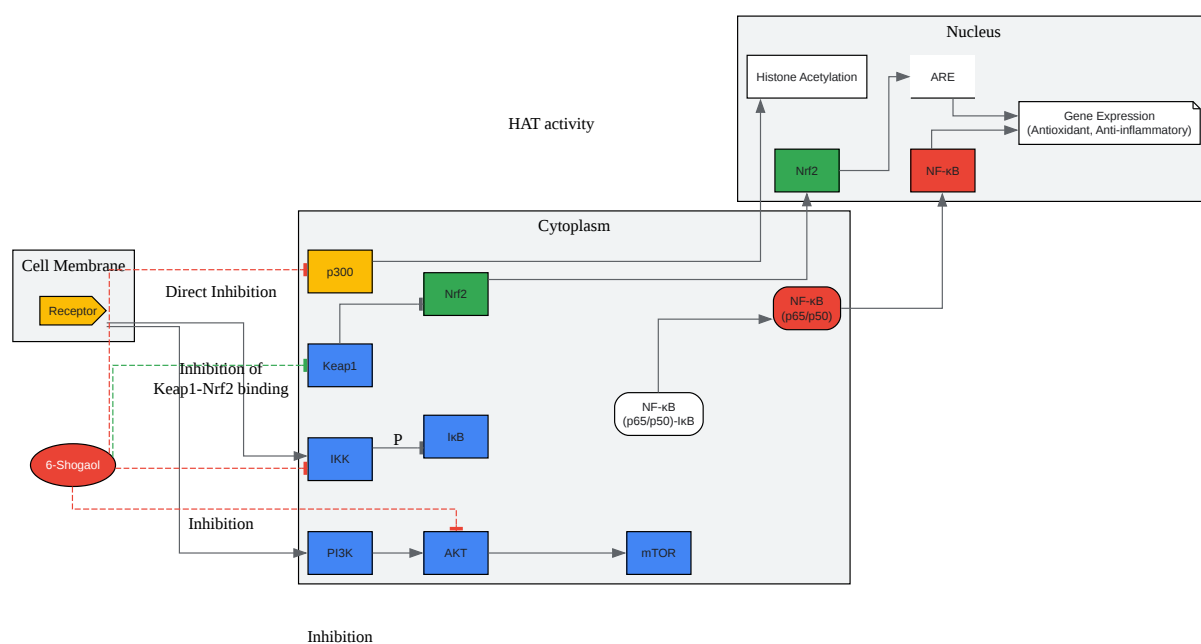 Nucleus
Histone Acetylation
ARE
Gene Expression
(Antioxidant, Anti-inflammatory)
HAT activity
Nrf2
NF-κB
Cytoplasm
Cell Membrane
p300
Direct Inhibition
Nrf2
Receptor
NF-κB
(p65/p50)
Keap1
Inhibition of
Keap1-Nrf2 binding
NF-κB
(p65/p50)-IκB
P
IκB
IKK
6-Shogaol
Inhibition
PI3K
AKT
mTOR
Inhibition